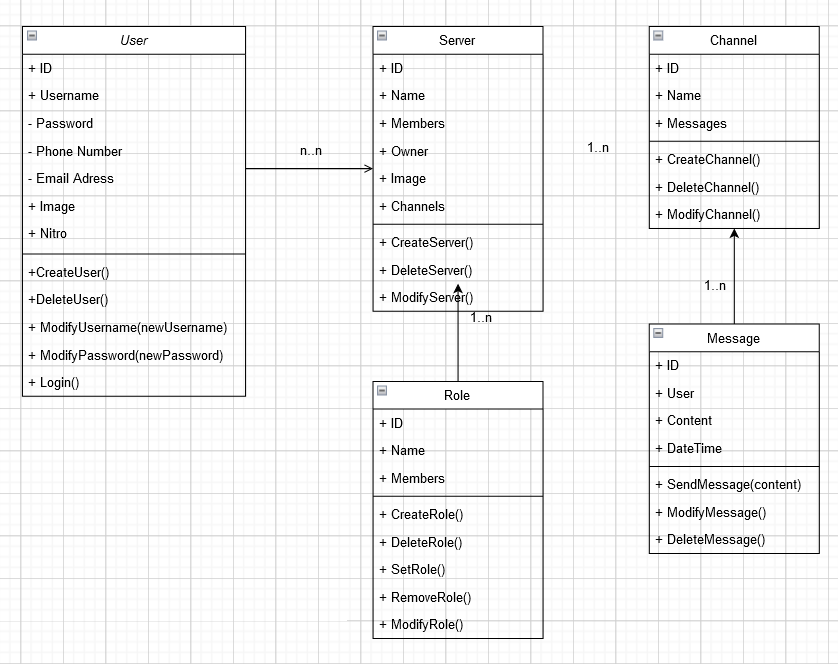 User
+ ID
+ Username
- Password
- Phone Number
- Email Adress
+ Image
+ Nitro
+CreateUser()
+DeleteUser()
+ ModifyUsername(newUsername)
+ ModifyPassword(newPassword)
+ Login()
n..n
Server
+ ID
+ Name
+ Members
+ Owner
+ Image
+ Channels
+ CreateServer()
+ DeleteServer()
+ ModifyServer()
1..n
Role
+ ID
+ Name
+ Members
+ CreateRole()
+ DeleteRole()
+ SetRole()
+ RemoveRole()
+ ModifyRole()
1..n
Channel
+ ID
+ Name
+ Messages
+ CreateChannel()
+ DeleteChannel()
+ ModifyChannel()
1..n
Message
+ ID
+ User
+ Content
+ DateTime
+ SendMessage(content)
+ ModifyMessage()
+ DeleteMessage()